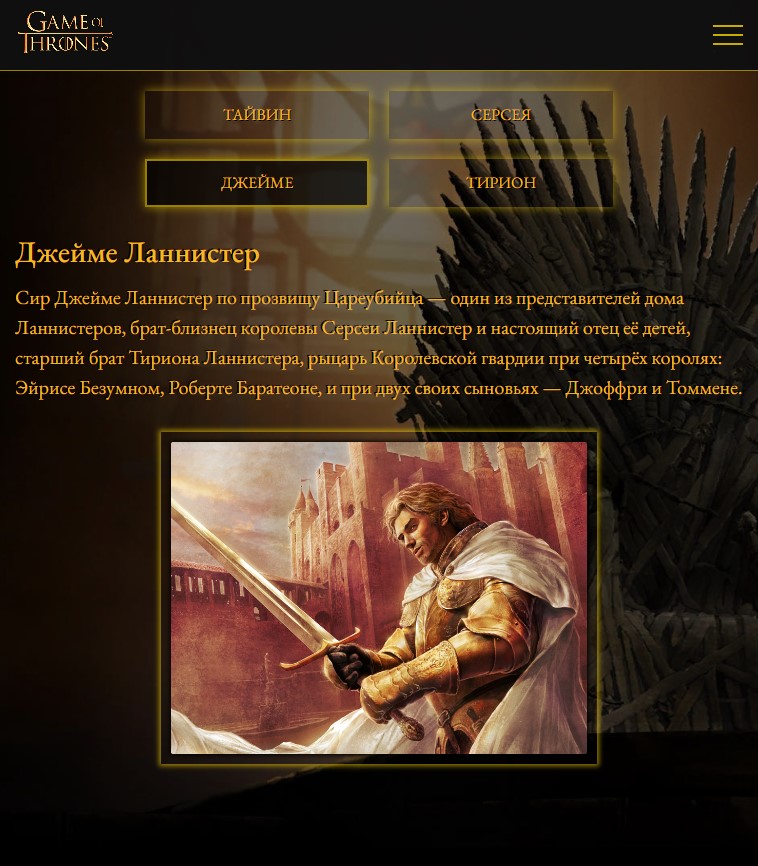 GAME OF
THRONES
ТАЙВИН
СЕРСЕЯ
ДЖЕЙМЕ
ТИРИОН
Джейме Ланнистер
Сир Джейме Ланнистер по прозвищу Цареубийца — один из представителей дома
Ланнистеров, брат-близнец королевы Серсеи Ланнистер и настоящий отец её детей,
старший брат Тириона Ланнистера, рыцарь Королевской гвардии при четырёх королях:
Эйрисе Безумном, Роберте Баратеоне, и при двух своих сыновьях — Джоффри и Томмене.